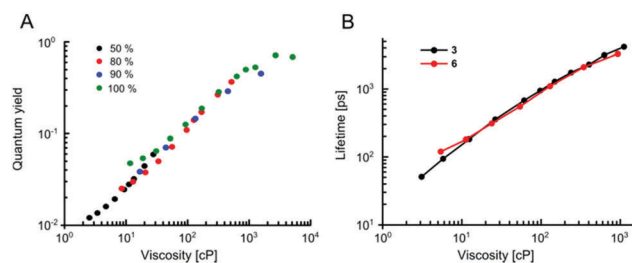 A
50 %
80 %
90 %
100 %
Quantum yield
10⁰
10⁻¹
10⁻²
10⁰ 10¹ 10² 10³ 10⁴
Viscosity [cP]
B
3
6
Lifetime [ps]
10³
10²
10¹
10⁰ 10¹ 10² 10³
Viscosity [cP]